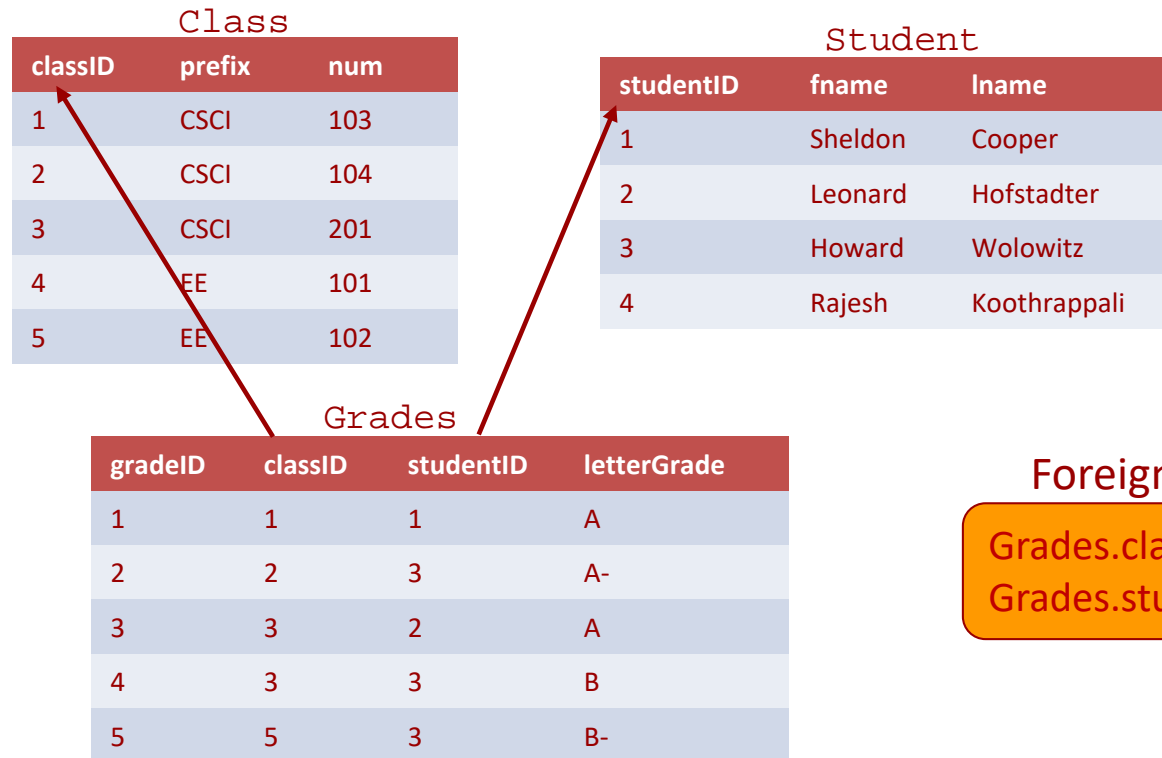 Class
classID prefix num
1 CSCI 103
2 CSCI 104
3 CSCI 201
4 EE 101
5 EE 102
Student
studentID fname lname
1 Sheldon Cooper
2 Leonard Hofstadter
3 Howard Wolowitz
4 Rajesh Koothrappali
Grades
gradeID classID studentID letterGrade
1 1 1 A
2 2 3 A-
3 3 2 A
4 3 3 B
5 5 3 B-